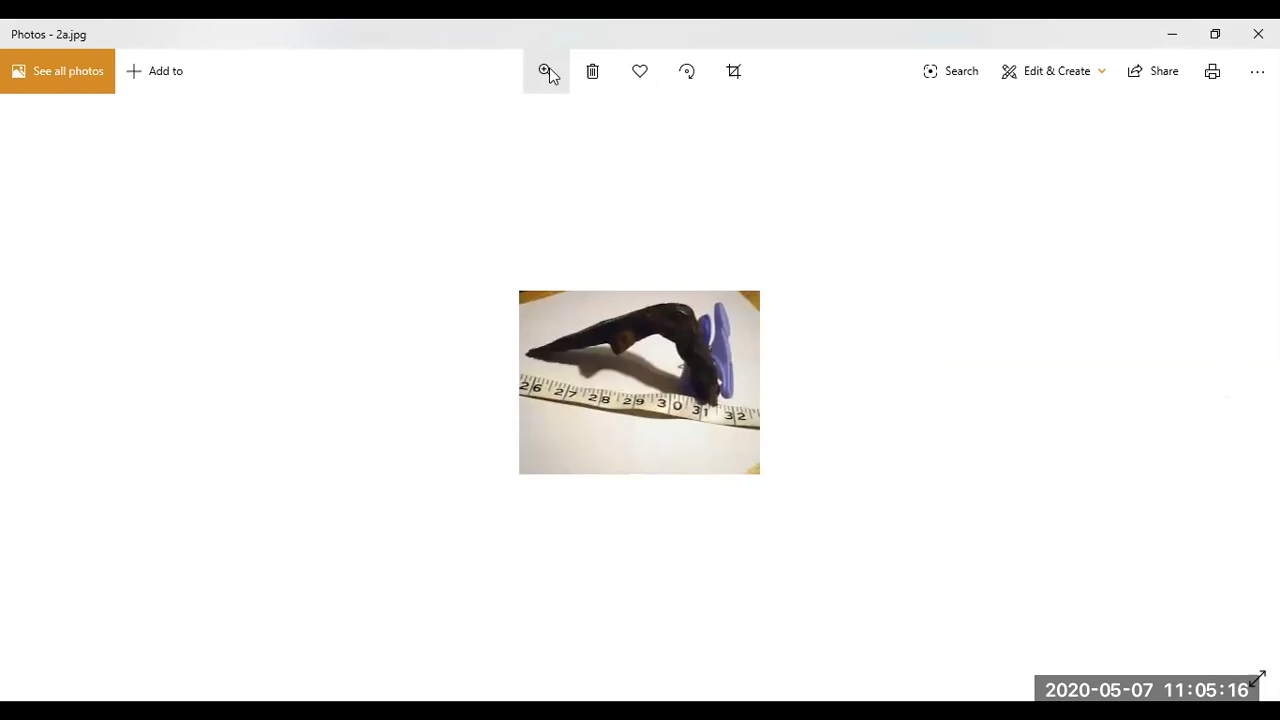 Photos - 2a.jpg
See all photos
Add to
Search
Edit & Create
Share
26 27 28 29 30 31 32
2020-05-07 11:05:16